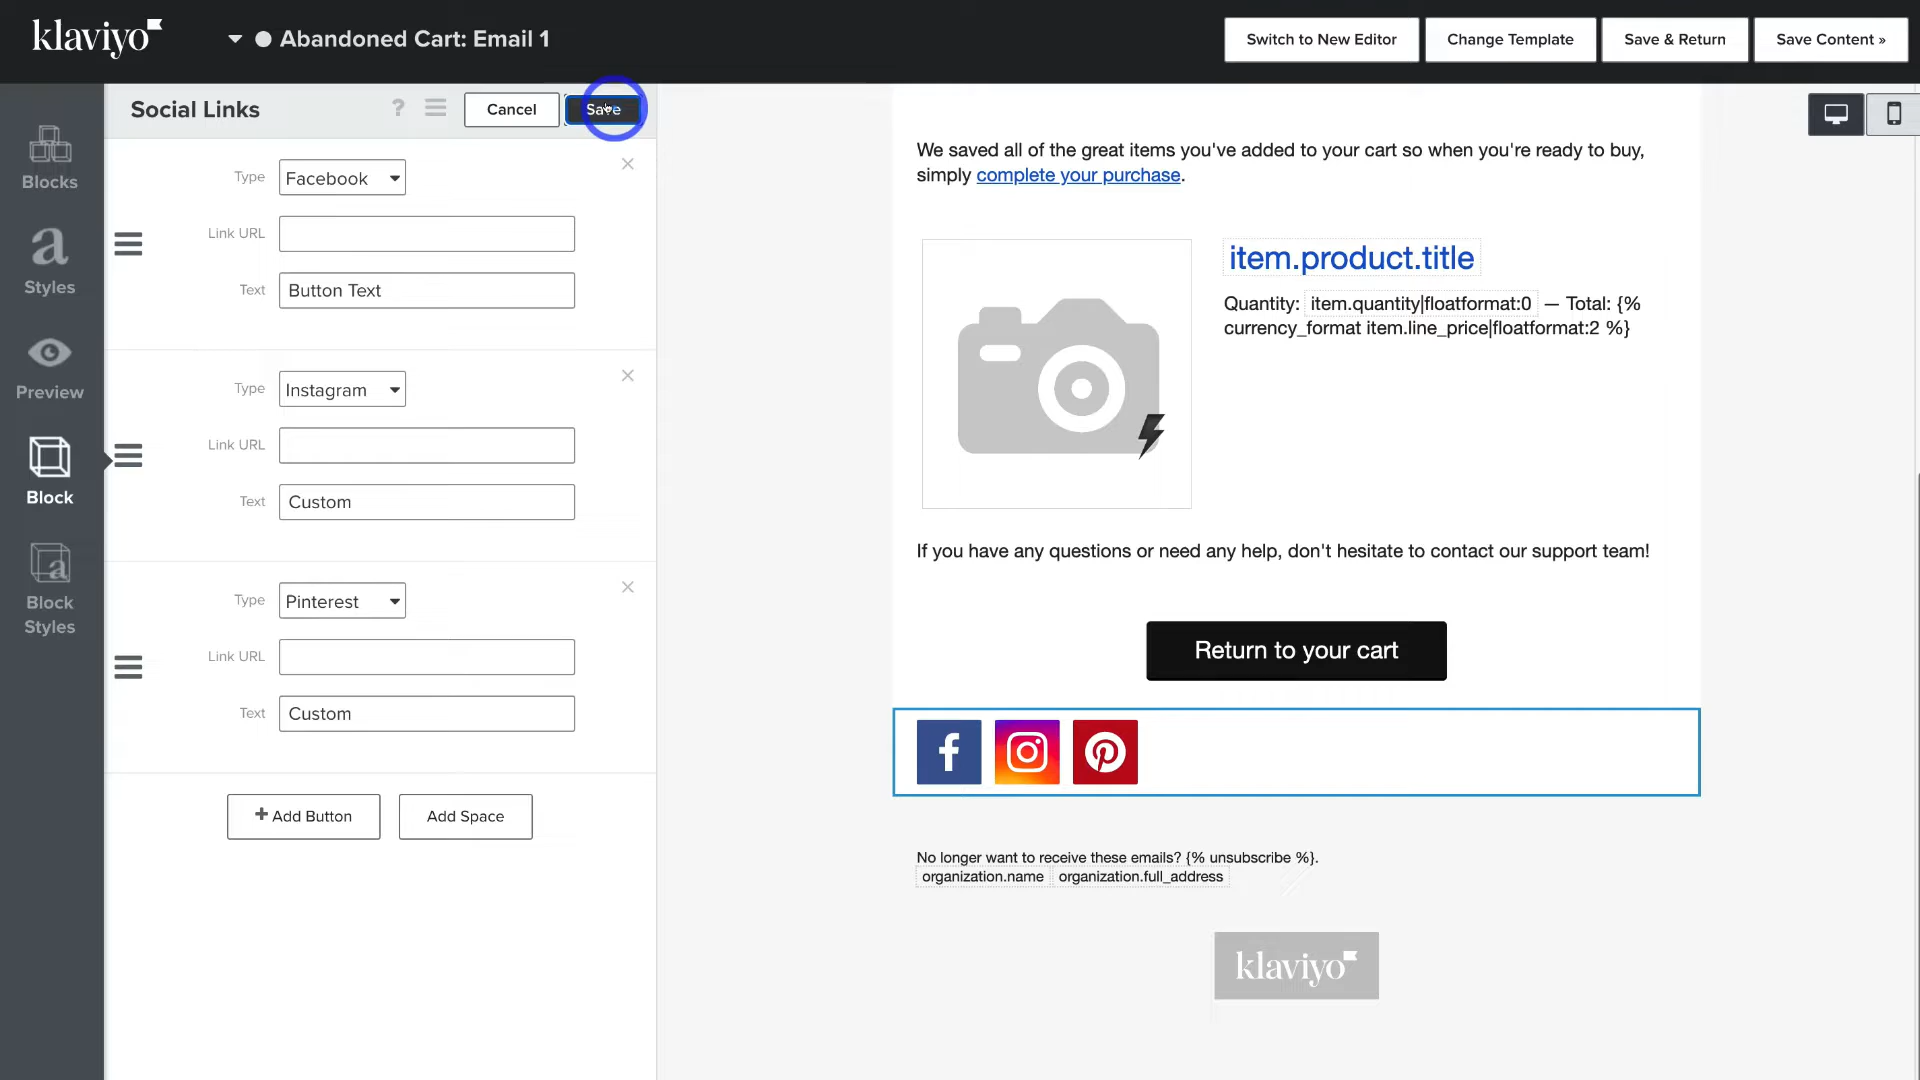 klaviyo
Abandoned Cart: Email 1
Switch to New Editor
Change Template
Save & Return
Save Content »
Blocks
Styles
Preview
Block
Block
Styles
Social Links
?
Cancel
Save
Type
Facebook
Link URL
Text
Button Text
Type
Instagram
Link URL
Text
Custom
Type
Pinterest
Link URL
Text
Custom
+ Add Button
Add Space
We saved all of the great items you've added to your cart so when you're ready to buy,
simply complete your purchase.
item.product.title
Quantity: item.quantity|floatformat:0 — Total: {%
currency_format item.line_price|floatformat:2 %}
If you have any questions or need any help, don't hesitate to contact our support team!
Return to your cart
No longer want to receive these emails? {% unsubscribe %}.
organization.name organization.full_address
klaviyo